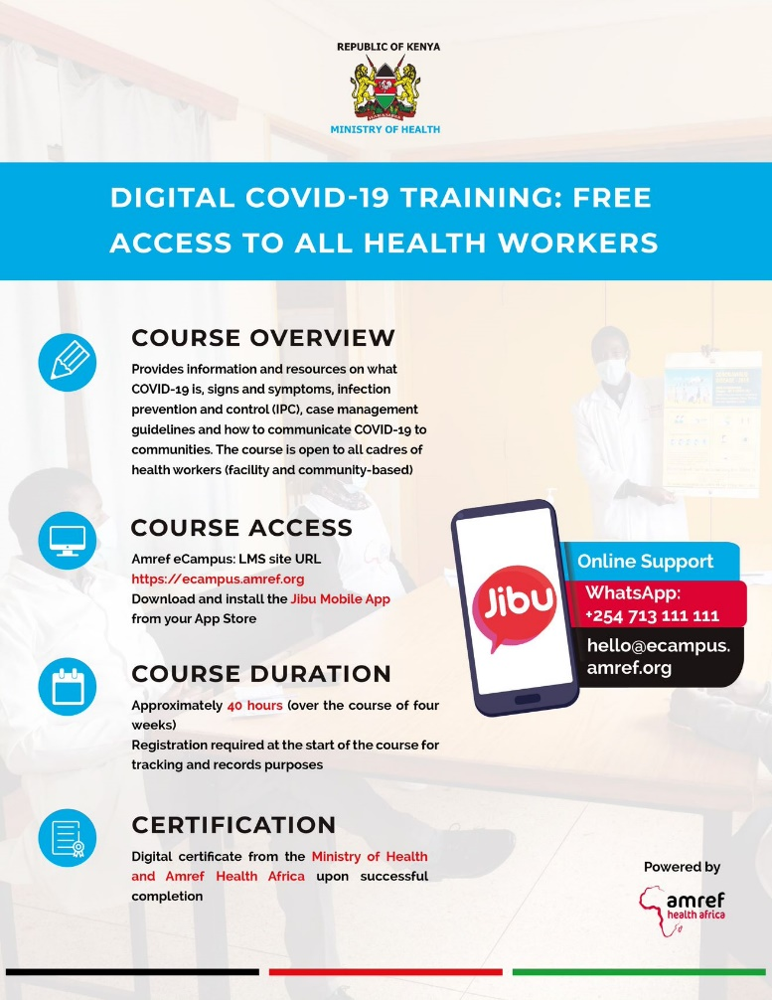 REPUBLIC OF KENYA
HARAMBEE
MINISTRY OF HEALTH
DIGITAL COVID-19 TRAINING: FREE
ACCESS TO ALL HEALTH WORKERS
COURSE OVERVIEW
Provides information and resources on what
COVID-19 is, signs and symptoms, infection
prevention and control (IPC), case management
guidelines and how to communicate COVID-19 to
communities. The course is open to all cadres of
health workers (facility and community-based)
COURSE ACCESS
Amref eCampus: LMS site URL
https://ecampus.amref.org
Download and install the Jibu Mobile App
from your App Store
Jibu
Online Support
WhatsApp:
+254 713 111 111
hello@ecampus.
amref.org
COURSE DURATION
Approximately 40 hours (over the course of four
weeks)
Registration required at the start of the course for
tracking and records purposes
CERTIFICATION
Digital certificate from the Ministry of Health
and Amref Health Africa upon successful
completion
Powered by
amref
health africa